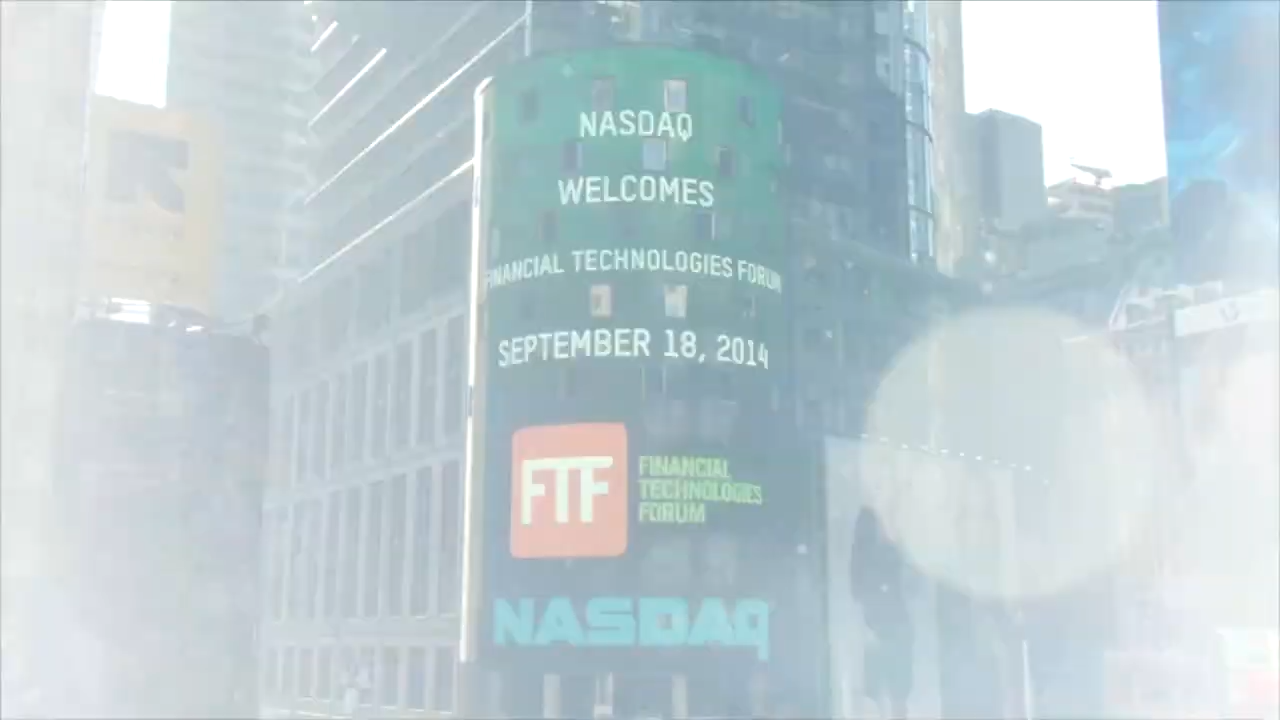 NASDAQ
WELCOMES
FINANCIAL TECHNOLOGIES FORUM
SEPTEMBER 18, 2014
FTF
FINANCIAL
TECHNOLOGIES
FORUM
NASDAQ